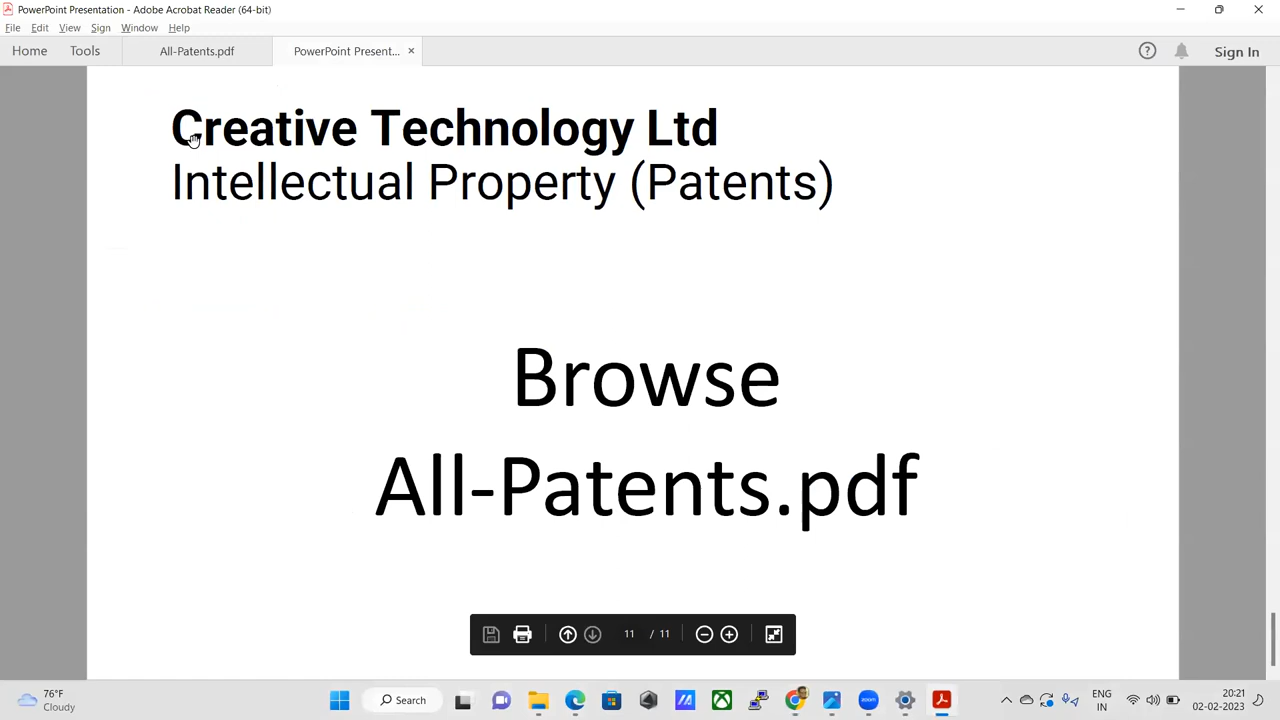 PowerPoint Presentation - Adobe Acrobat Reader (64-bit)
File Edit View Sign Window Help
Home Tools All-Patents.pdf PowerPoint Present... Sign In
Creative Technology Ltd
Intellectual Property (Patents)
Browse
All-Patents.pdf
11 / 11
76°F
Cloudy
Search
ENG
IN
20:21
02-02-2023